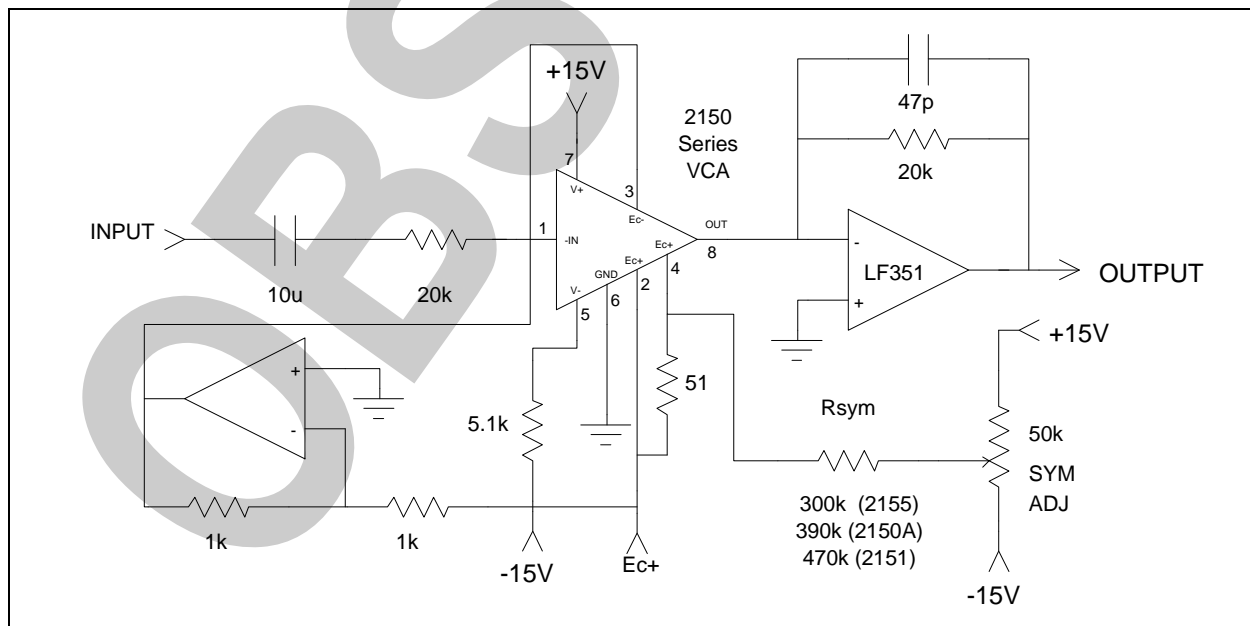 OBS
+15V
47p
2150
Series
VCA
20k
7
V+
3
Ec-
INPUT
1
-IN
OUT
8
Ec+
4
Ec+
2
GND
6
V-
5
10u
20k
-
LF351
+
OUTPUT
+15V
+
-
5.1k
51
Rsym
50k
SYM
ADJ
300k (2155)
390k (2150A)
470k (2151)
1k
1k
-15V
Ec+
-15V